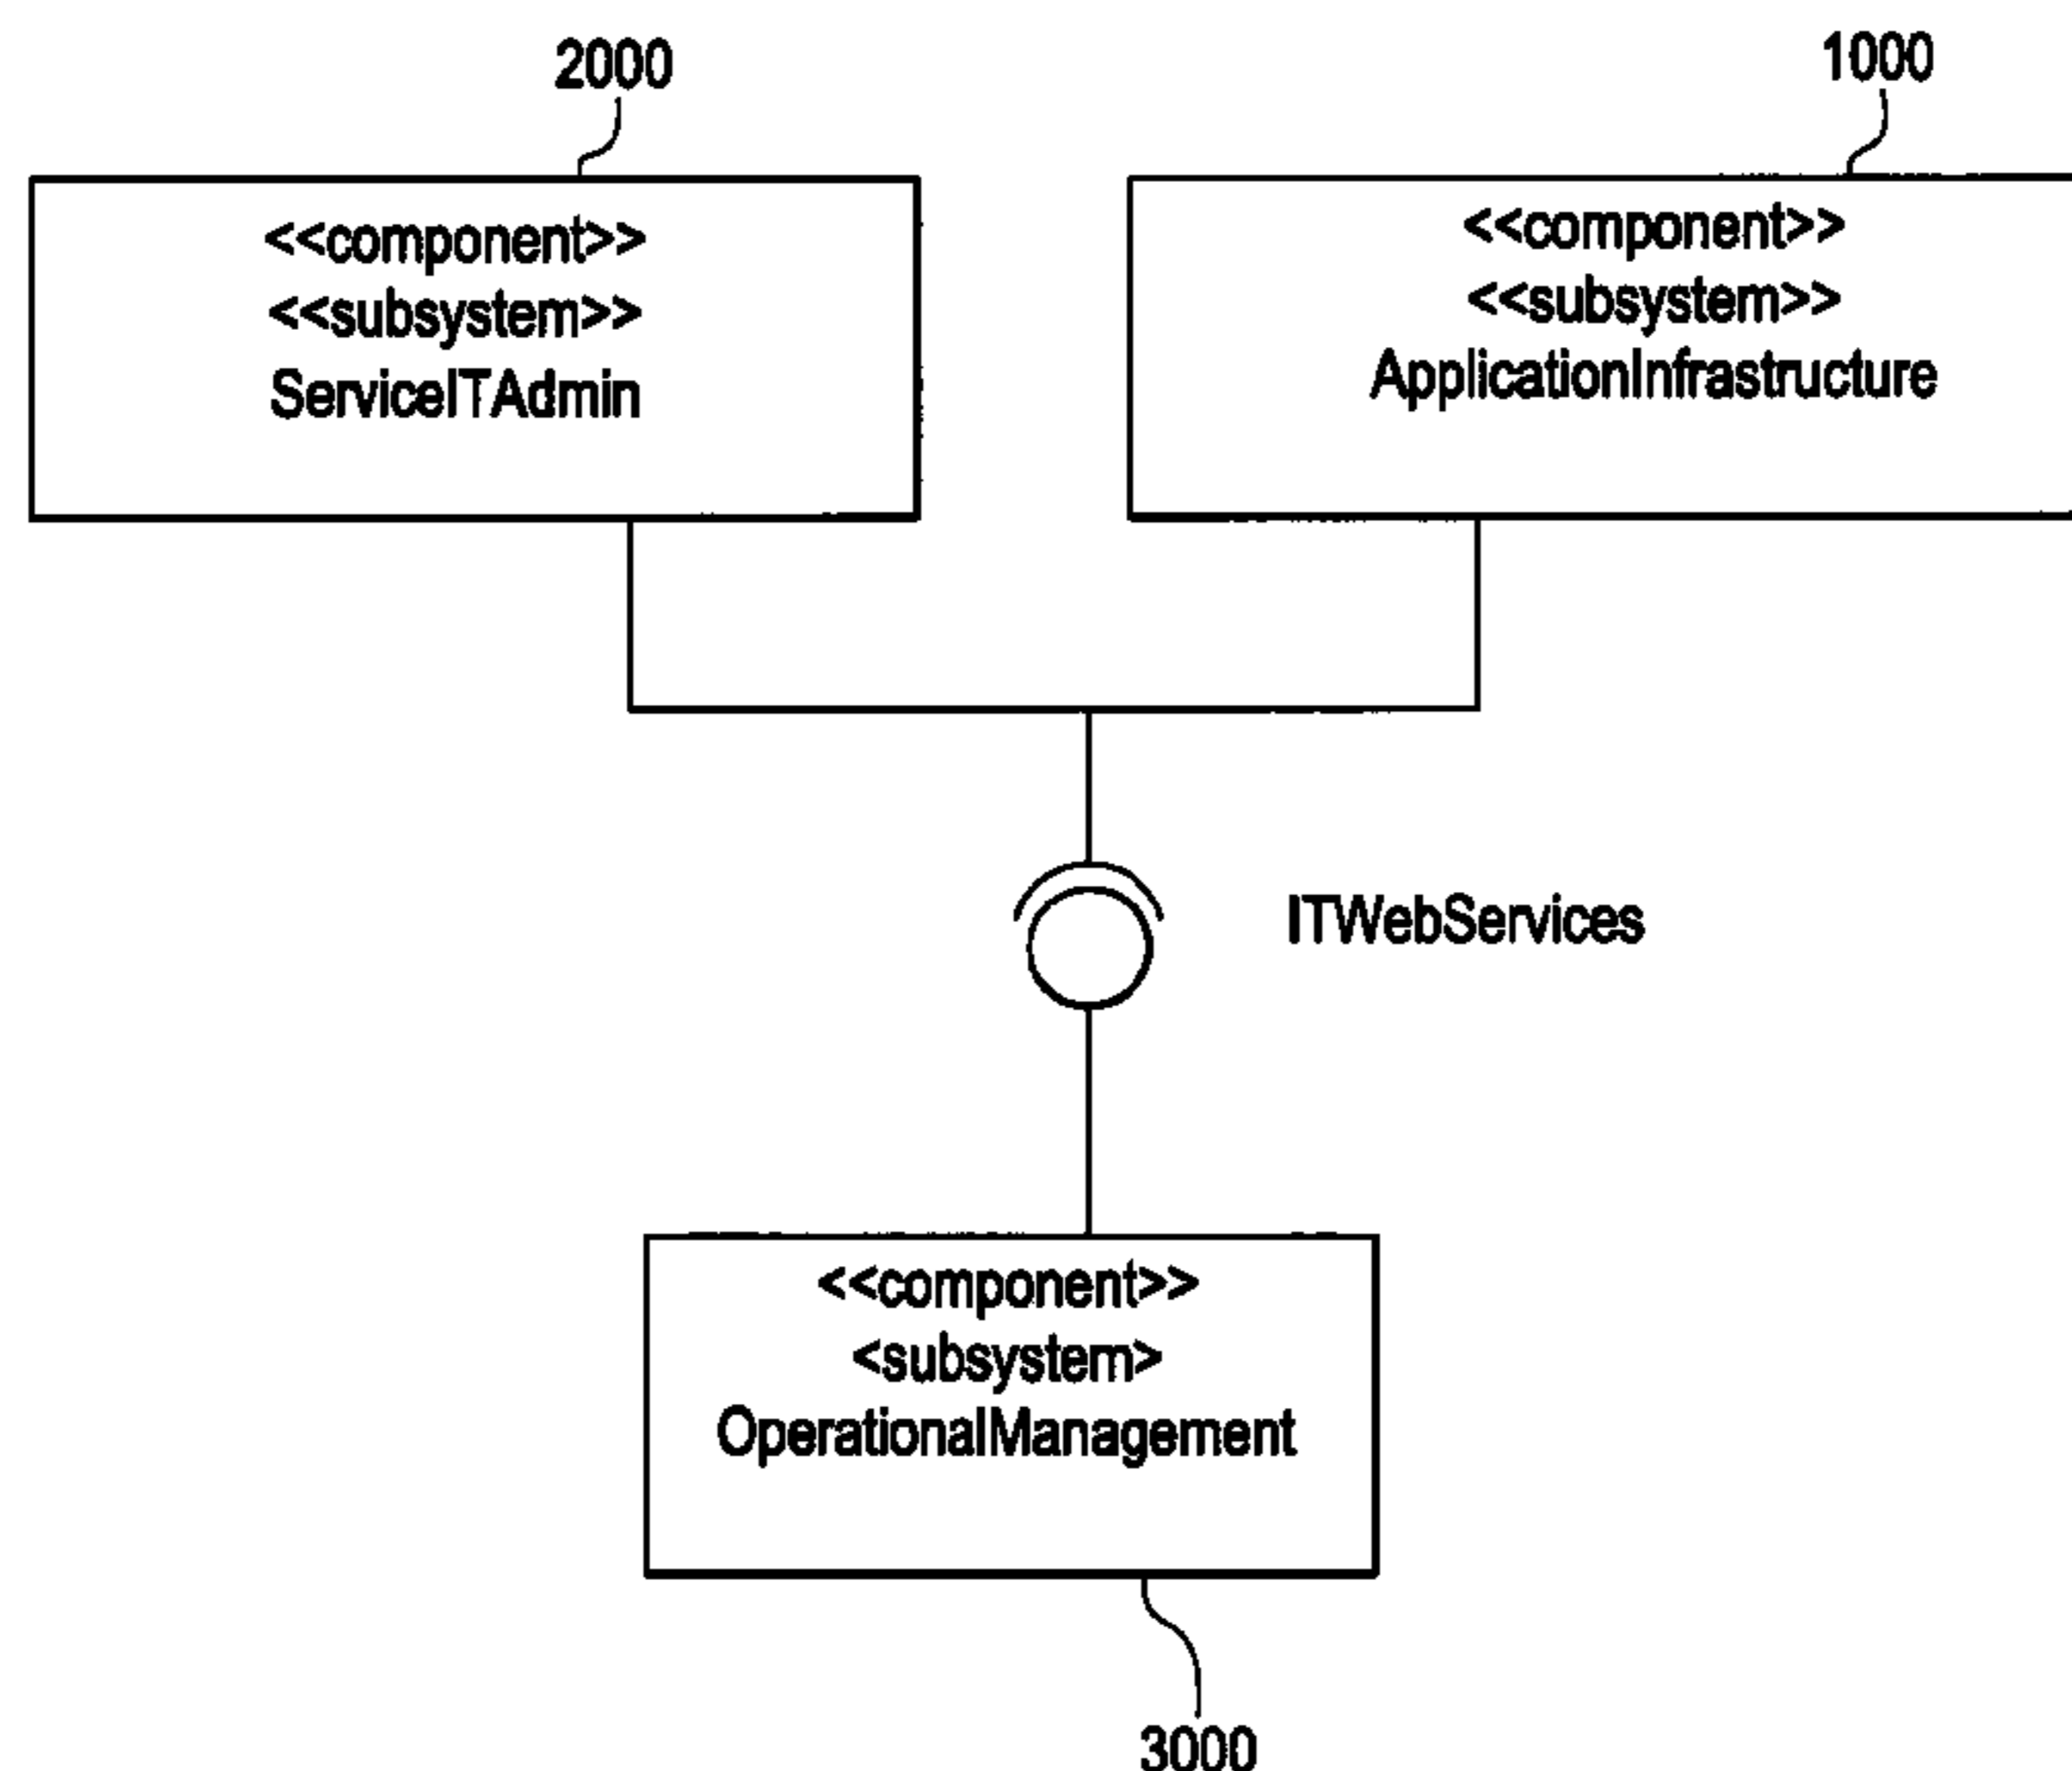 2000
1000
<<component>>
<<subsystem>>
ServiceITAdmin
<<component>>
<<subsystem>>
ApplicationInfrastructure
ITWebServices
<<component>>
<subsystem>
OperationalManagement
3000